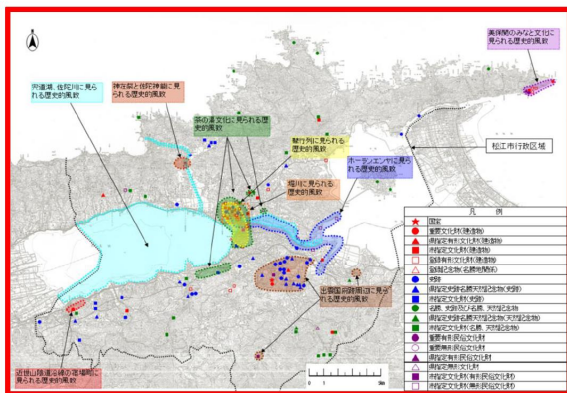 美保関のみなと文化に
見られる歴史的風致
宍道湖、佐陀川に見ら
れる歴史的風致
神在祭と佐陀神能に見
られる歴史的風致
茶の湯文化に見られる
歴史的風致
鼕行列に見られる
歴史的風致
ホーランエンヤに見ら
れる歴史的風致
松江市行政区域
堀川に見られる
歴史的風致
出雲国府跡周辺に見
られる歴史的風致
近世山陰道沿線の宿場町に
見られる歴史的風致
凡 例
国宝
重要文化財(建造物)
県指定有形文化財(建造物)
市指定文化財(建造物)
登録有形文化財(建造物)
登録記念物(名勝地関係)
史跡
県指定史跡名勝天然記念物(史跡)
市指定文化財(史跡)
名勝、史跡及び名勝、天然記念物
県指定史跡名勝天然記念物(天然記念物)
市指定文化財(名勝、天然記念物)
重要有形民俗文化財
重要無形民俗文化財
県指定有形民俗文化財
県指定無形文化財
市指定文化財(有形民俗文化財)
市指定文化財(無形民俗文化財)
0 1 5km